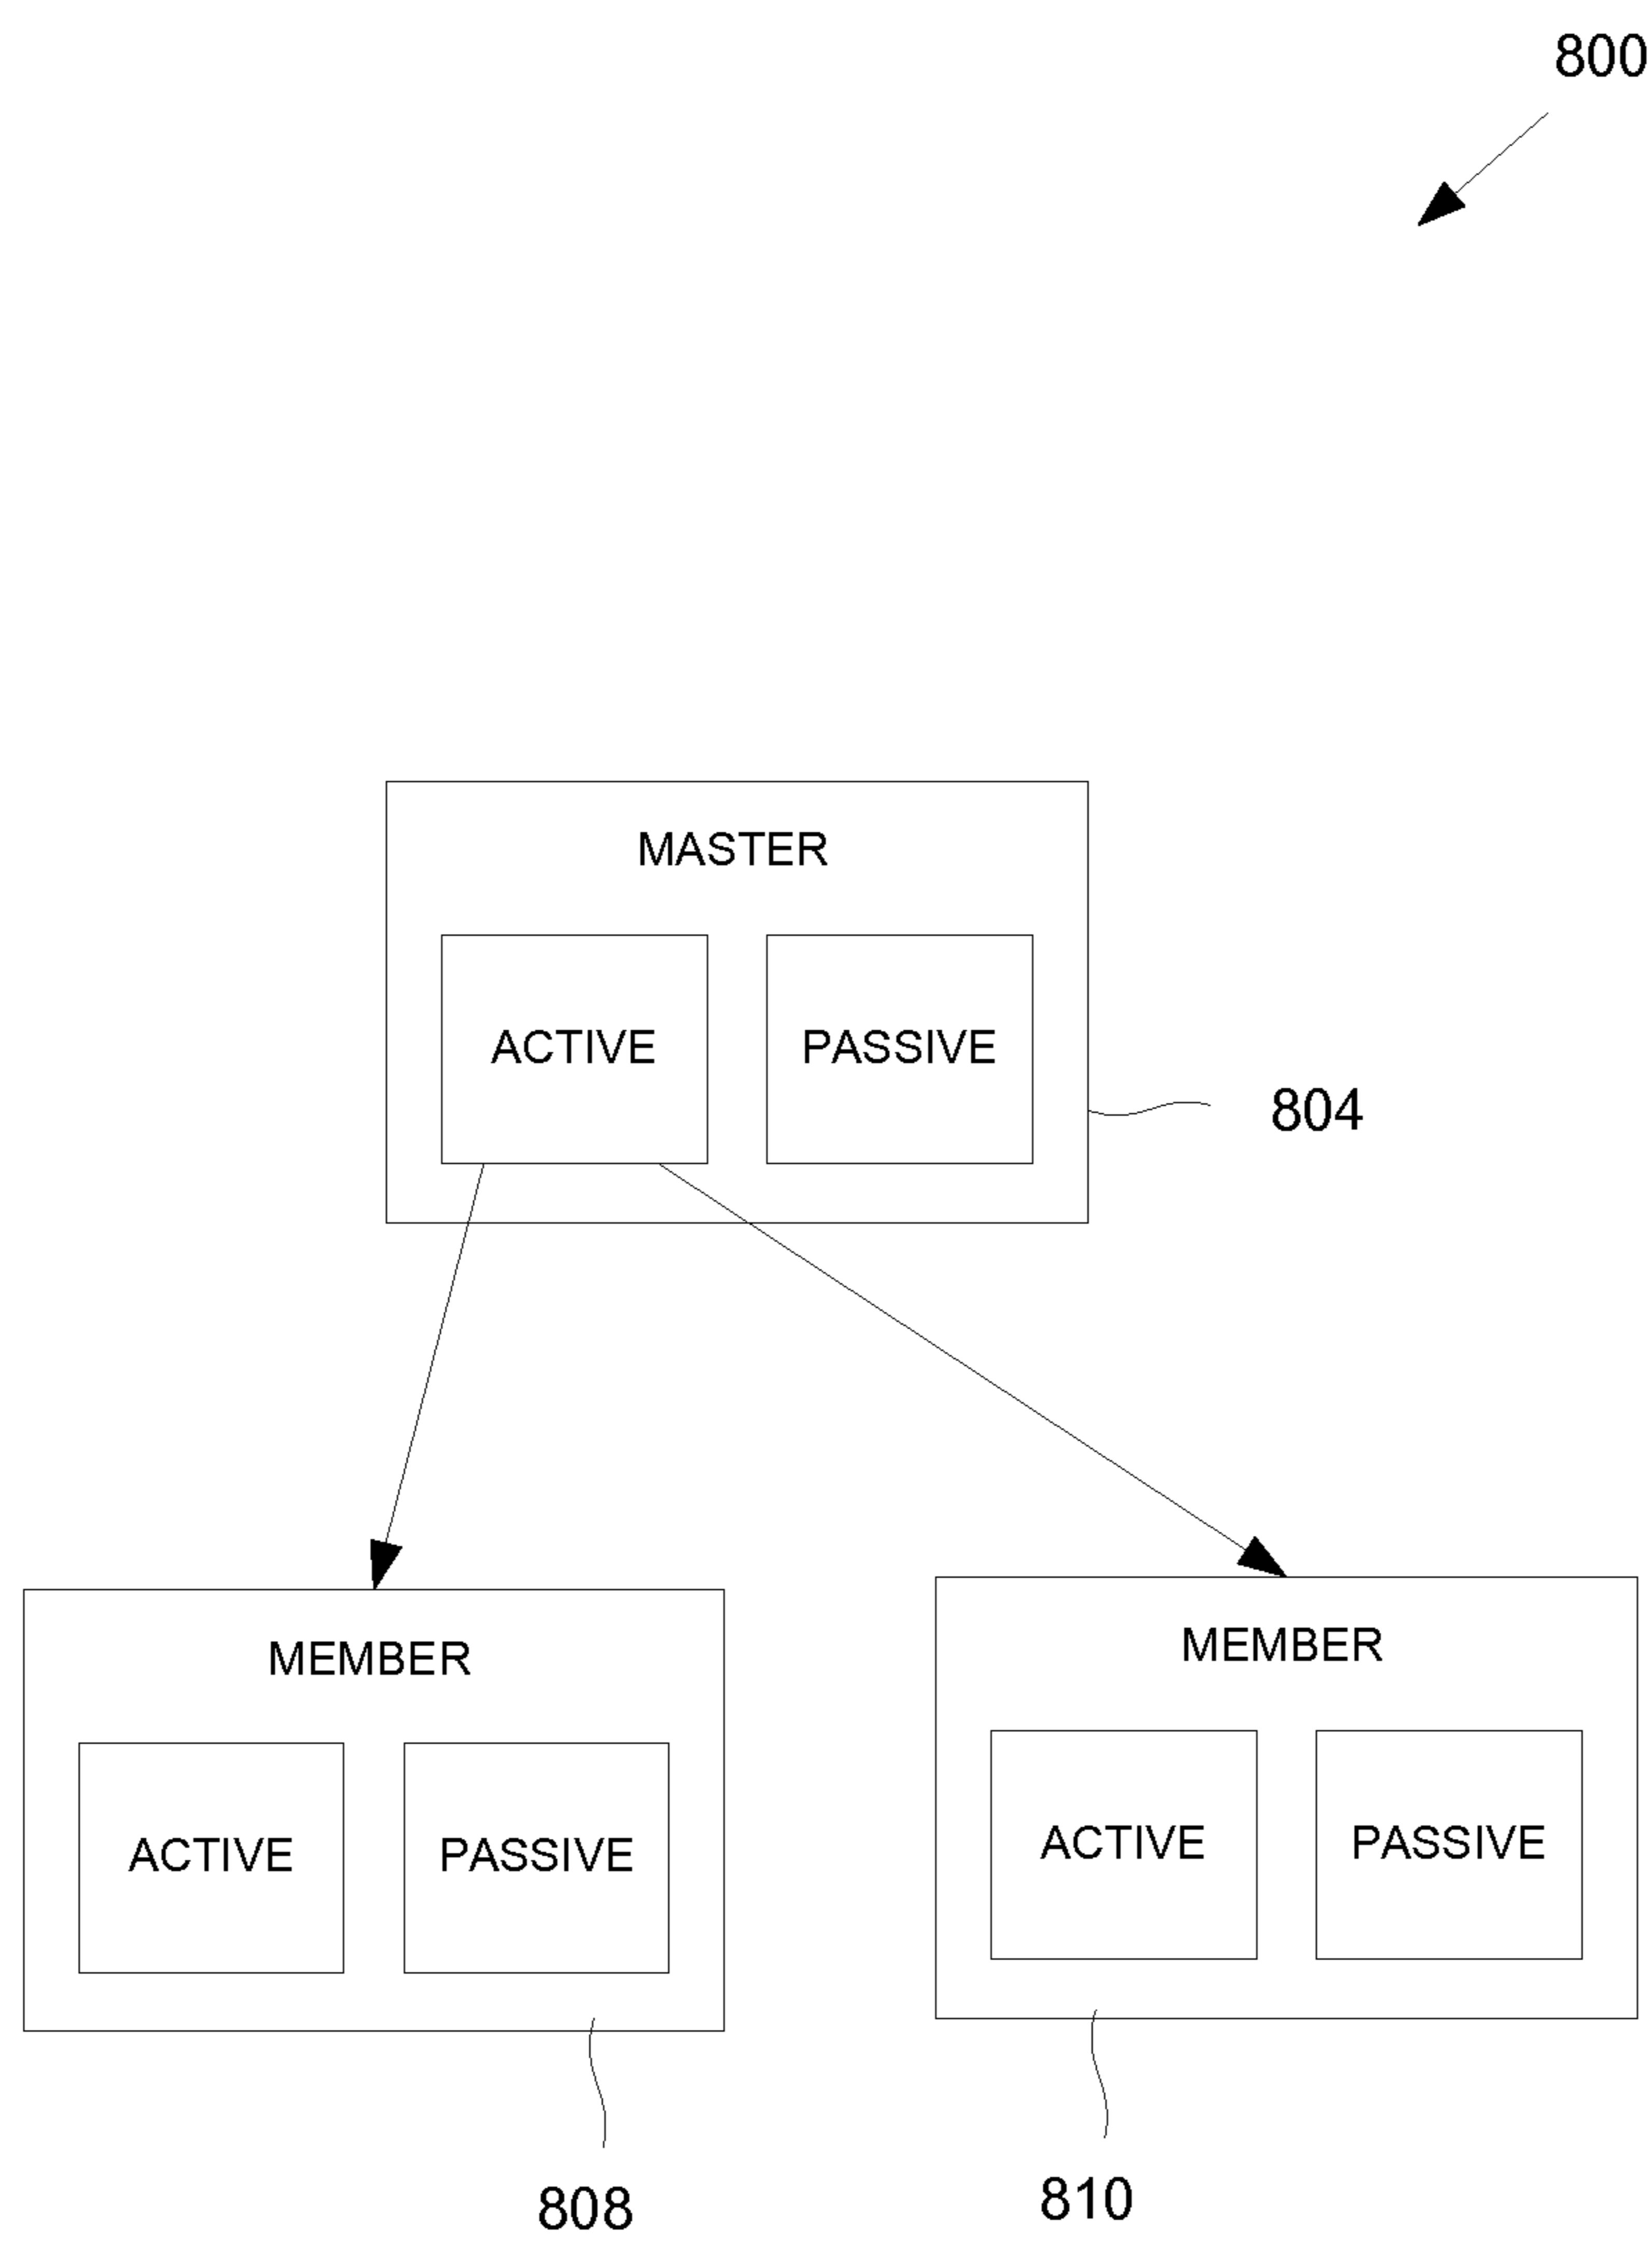 800
MASTER
ACTIVE PASSIVE
804
MEMBER MEMBER
ACTIVE PASSIVE ACTIVE PASSIVE
808 810